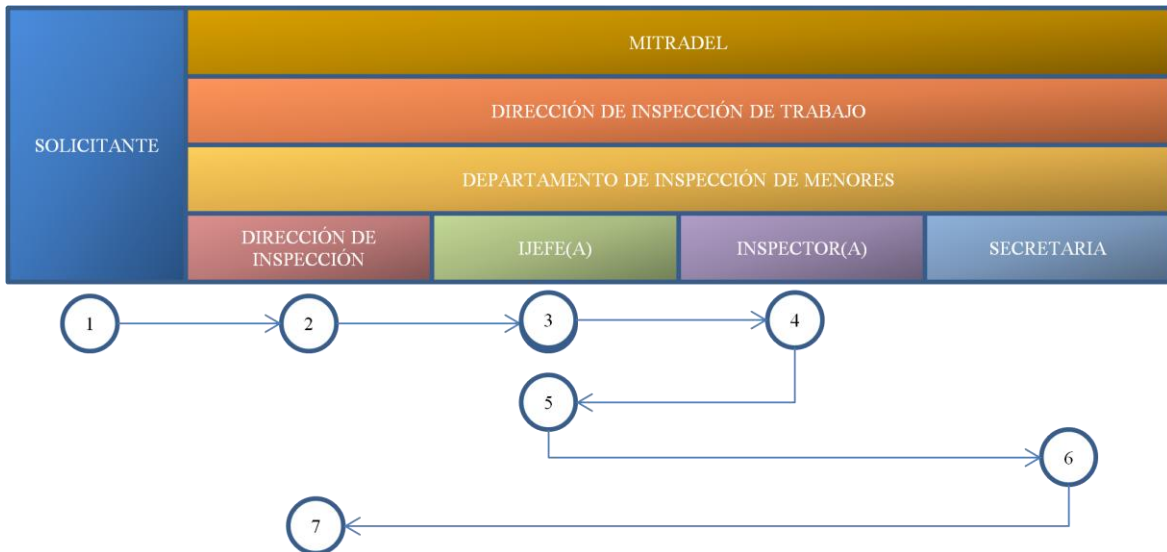 MITRADEL
DIRECCIÓN DE INSPECCIÓN DE TRABAJO
SOLICITANTE
DEPARTAMENTO DE INSPECCIÓN DE MENORES
DIRECCIÓN DE
INSPECCIÓN
IJEFE(A)
INSPECTOR(A)
SECRETARIA
1
2
3
4
5
6
7